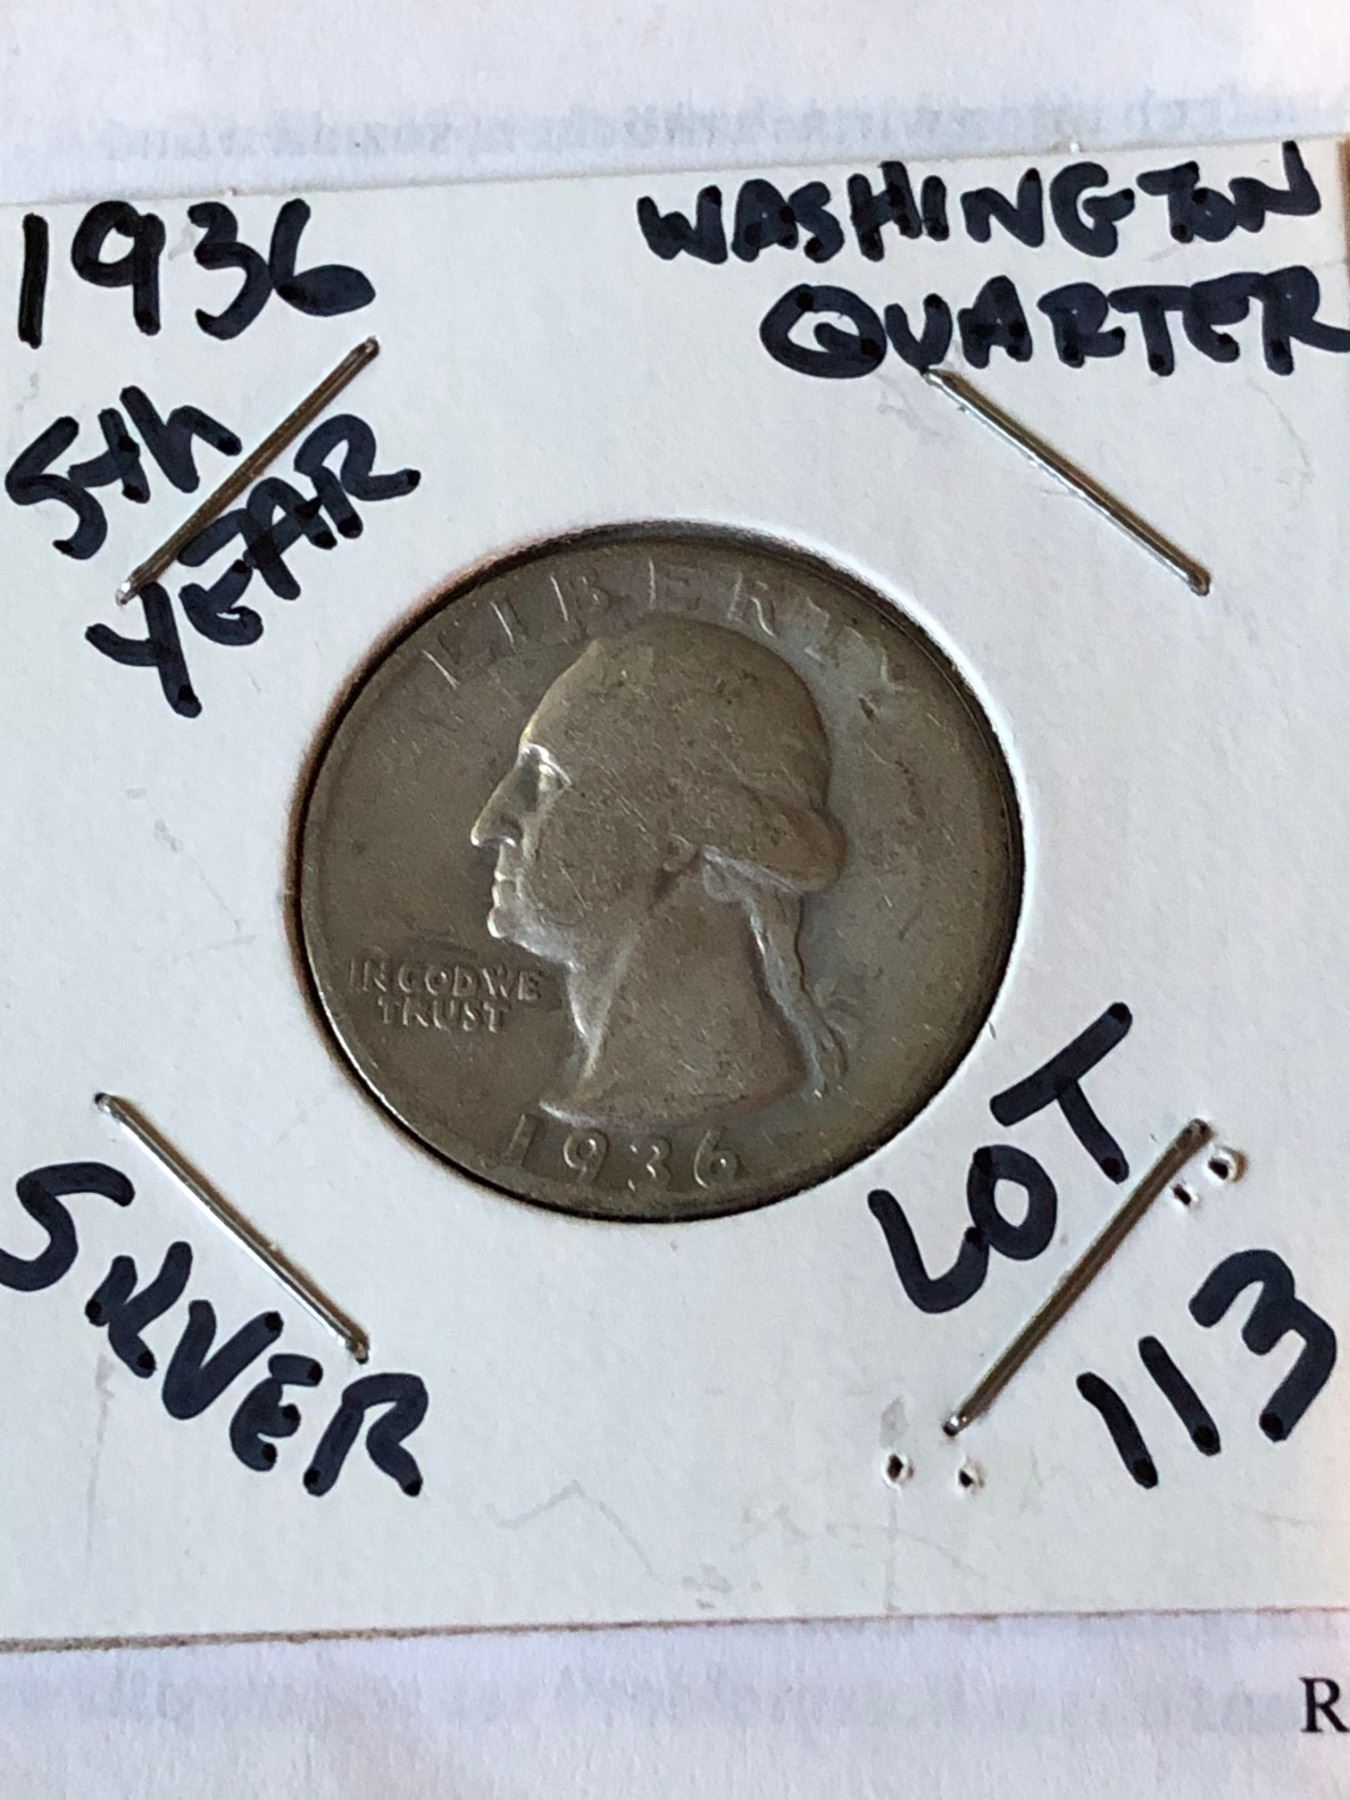 1936
WASHINGTON
QUARTER
5th
YEAR
LIBERTY
IN GOD WE
TRUST
1936
SILVER
LOT
113
R